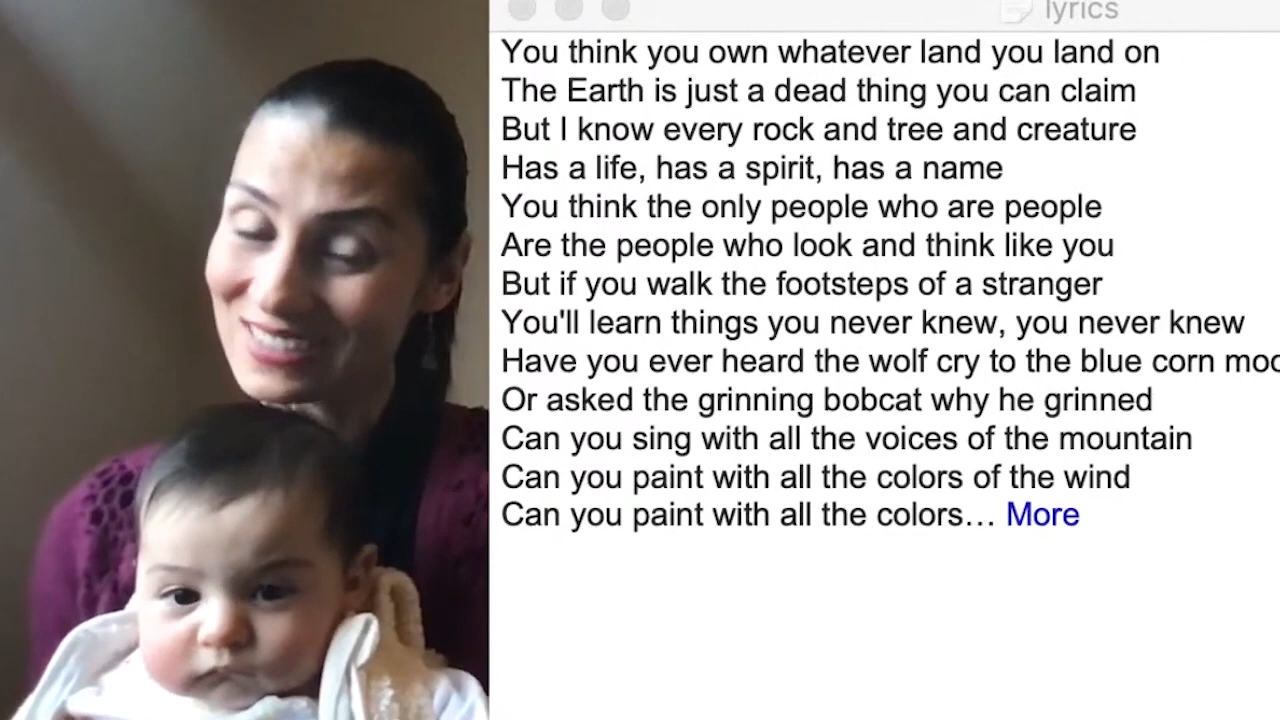 lyrics
You think you own whatever land you land on
The Earth is just a dead thing you can claim
But I know every rock and tree and creature
Has a life, has a spirit, has a name
You think the only people who are people
Are the people who look and think like you
But if you walk the footsteps of a stranger
You'll learn things you never knew, you never knew
Have you ever heard the wolf cry to the blue corn
Or asked the grinning bobcat why he grinned
Can you sing with all the voices of the mountain
Can you paint with all the colors of the wind
Can you paint with all the colors… More